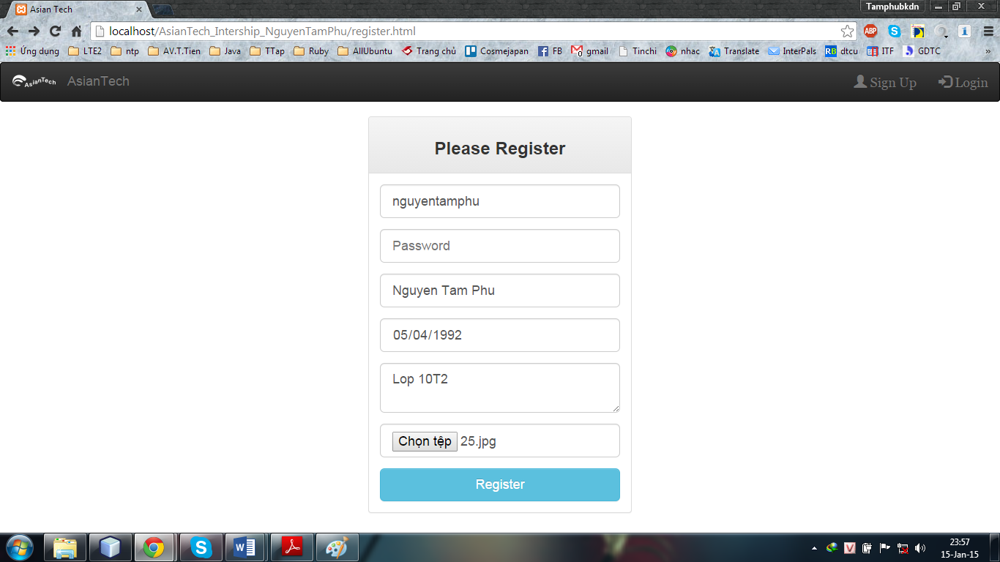 Asian Tech
Tamphubkdn
localhost/AsianTech_Intership_NguyenTamPhu/register.html
ABP
Ứng dụng LTE2 ntp AV.T.Tien Java TTap Ruby AllUbuntu Trang chủ Cosmejapan FB gmail Tinchi nhac Translate InterPals RB dtcu ITF GDTC »
AsianTech AsianTech Sign Up Login
Please Register
nguyentamphu
Password
Nguyen Tam Phu
05/04/1992
Lop 10T2
Chọn tệp 25.jpg
Register
23:57
15-Jan-15